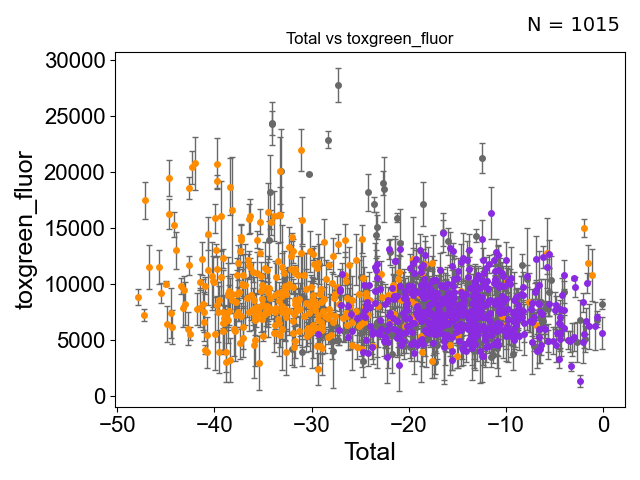 N = 1015
Total vs toxgreen_fluor
30000
25000
20000
15000
10000
5000
0
toxgreen_fluor
−50 −40 −30 −20 −10 0
Total